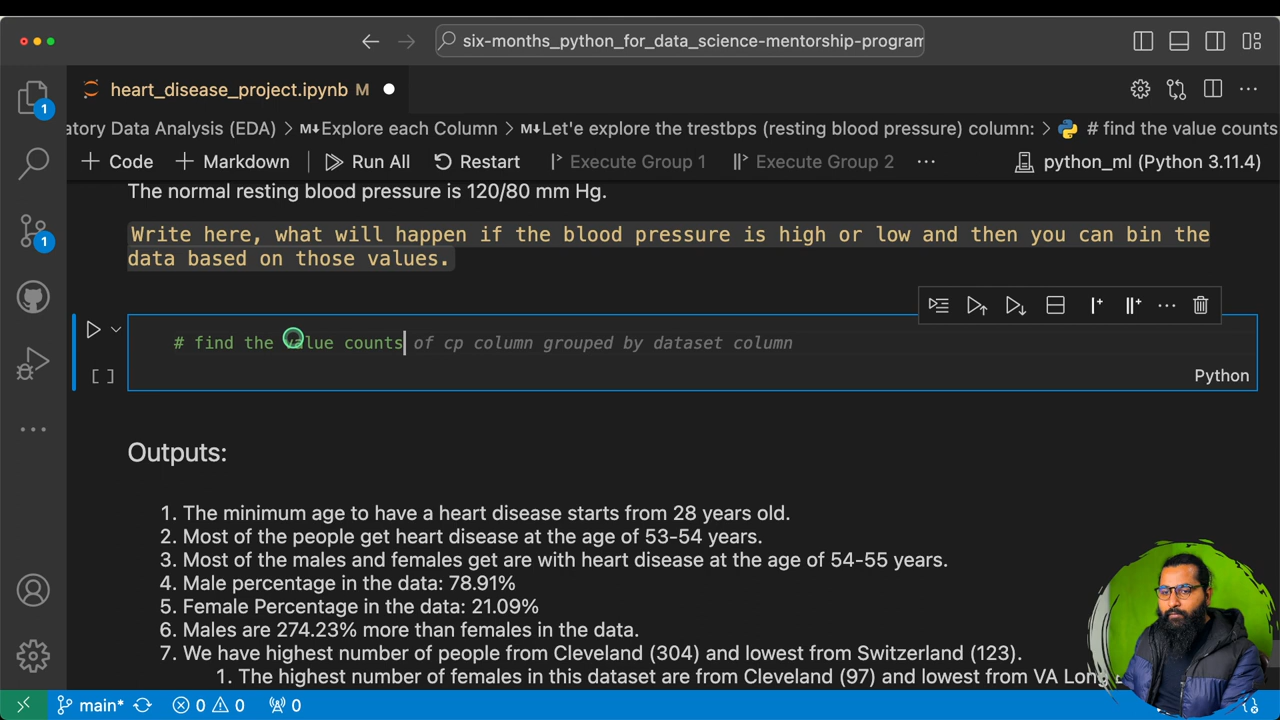 six-months_python_for_data_science-mentorship-program
heart_disease_project.ipynb M
atory Data Analysis (EDA) > M↓Explore each Column > M↓Let'e explore the trestbps (resting blood pressure) column: > # find the value counts
+ Code + Markdown Run All Restart Execute Group 1 Execute Group 2 ··· python_ml (Python 3.11.4)
The normal resting blood pressure is 120/80 mm Hg.
Write here, what will happen if the blood pressure is high or low and then you can bin the
data based on those values.
# find the value counts of cp column grouped by dataset column
[ ]
Python
Outputs:
1. The minimum age to have a heart disease starts from 28 years old.
2. Most of the people get heart disease at the age of 53-54 years.
3. Most of the males and females get are with heart disease at the age of 54-55 years.
4. Male percentage in the data: 78.91%
5. Female Percentage in the data: 21.09%
6. Males are 274.23% more than females in the data.
7. We have highest number of people from Cleveland (304) and lowest from Switzerland (123).
1. The highest number of females in this dataset are from Cleveland (97) and lowest from VA Long
1
1
main* 0 0 0